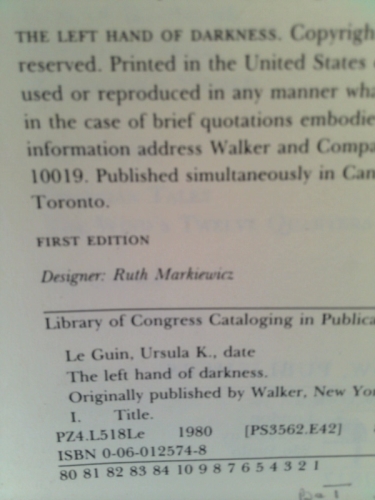 THE LEFT HAND OF DARKNESS. Copyrigh
reserved. Printed in the United States
used or reproduced in any manner wha
in the case of brief quotations embodie
information address Walker and Compa
10019. Published simultaneously in Can
Toronto.
FIRST EDITION
Designer: Ruth Markiewicz
Library of Congress Cataloging in Publica
Le Guin, Ursula K., date
The left hand of darkness.
Originally published by Walker, New Yo
I. Title.
PZ4.L518Le 1980 [PS3562.E42]
ISBN 0-06-012574-8
80 81 82 83 84 10 9 8 7 6 5 4 3 2 1